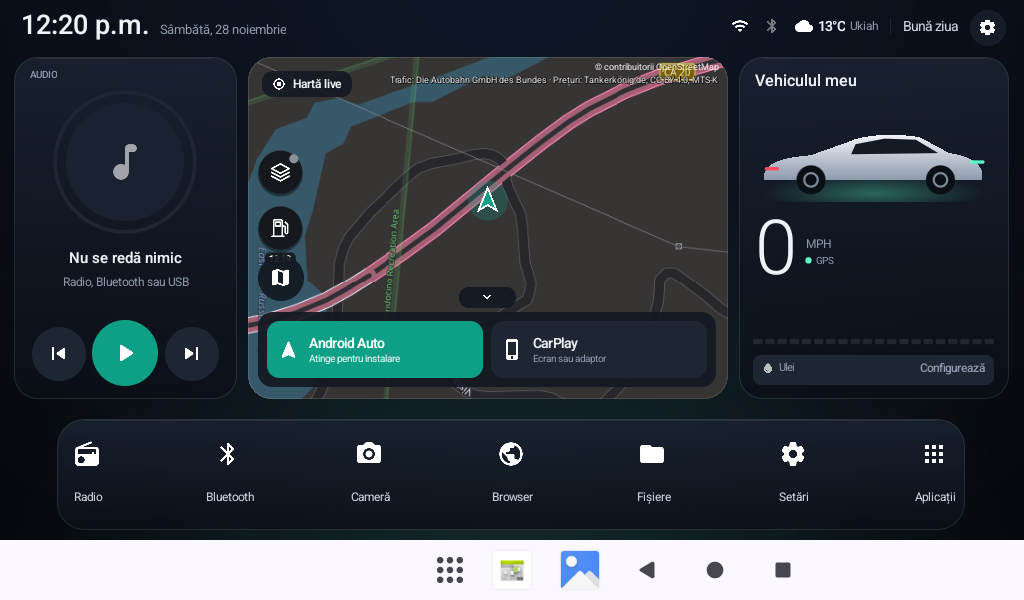 12:20 p.m.
Sâmbătă, 28 noiembrie
13°C Ukiah
Bună ziua
AUDIO
Nu se redă nimic
Radio, Bluetooth sau USB
Hartă live
© contribuitorii OpenStreetMap
Trafic: Die Autobahn GmbH des Bundes · Prețuri: Tankerkönig.de, CC BY 4.0, MTS-K
CA 20
Android Auto
Atinge pentru instalare
CarPlay
Ecran sau adaptor
Vehiculul meu
0
MPH
GPS
Ulei
Configurează
Radio
Bluetooth
Cameră
Browser
Fișiere
Setări
Aplicații